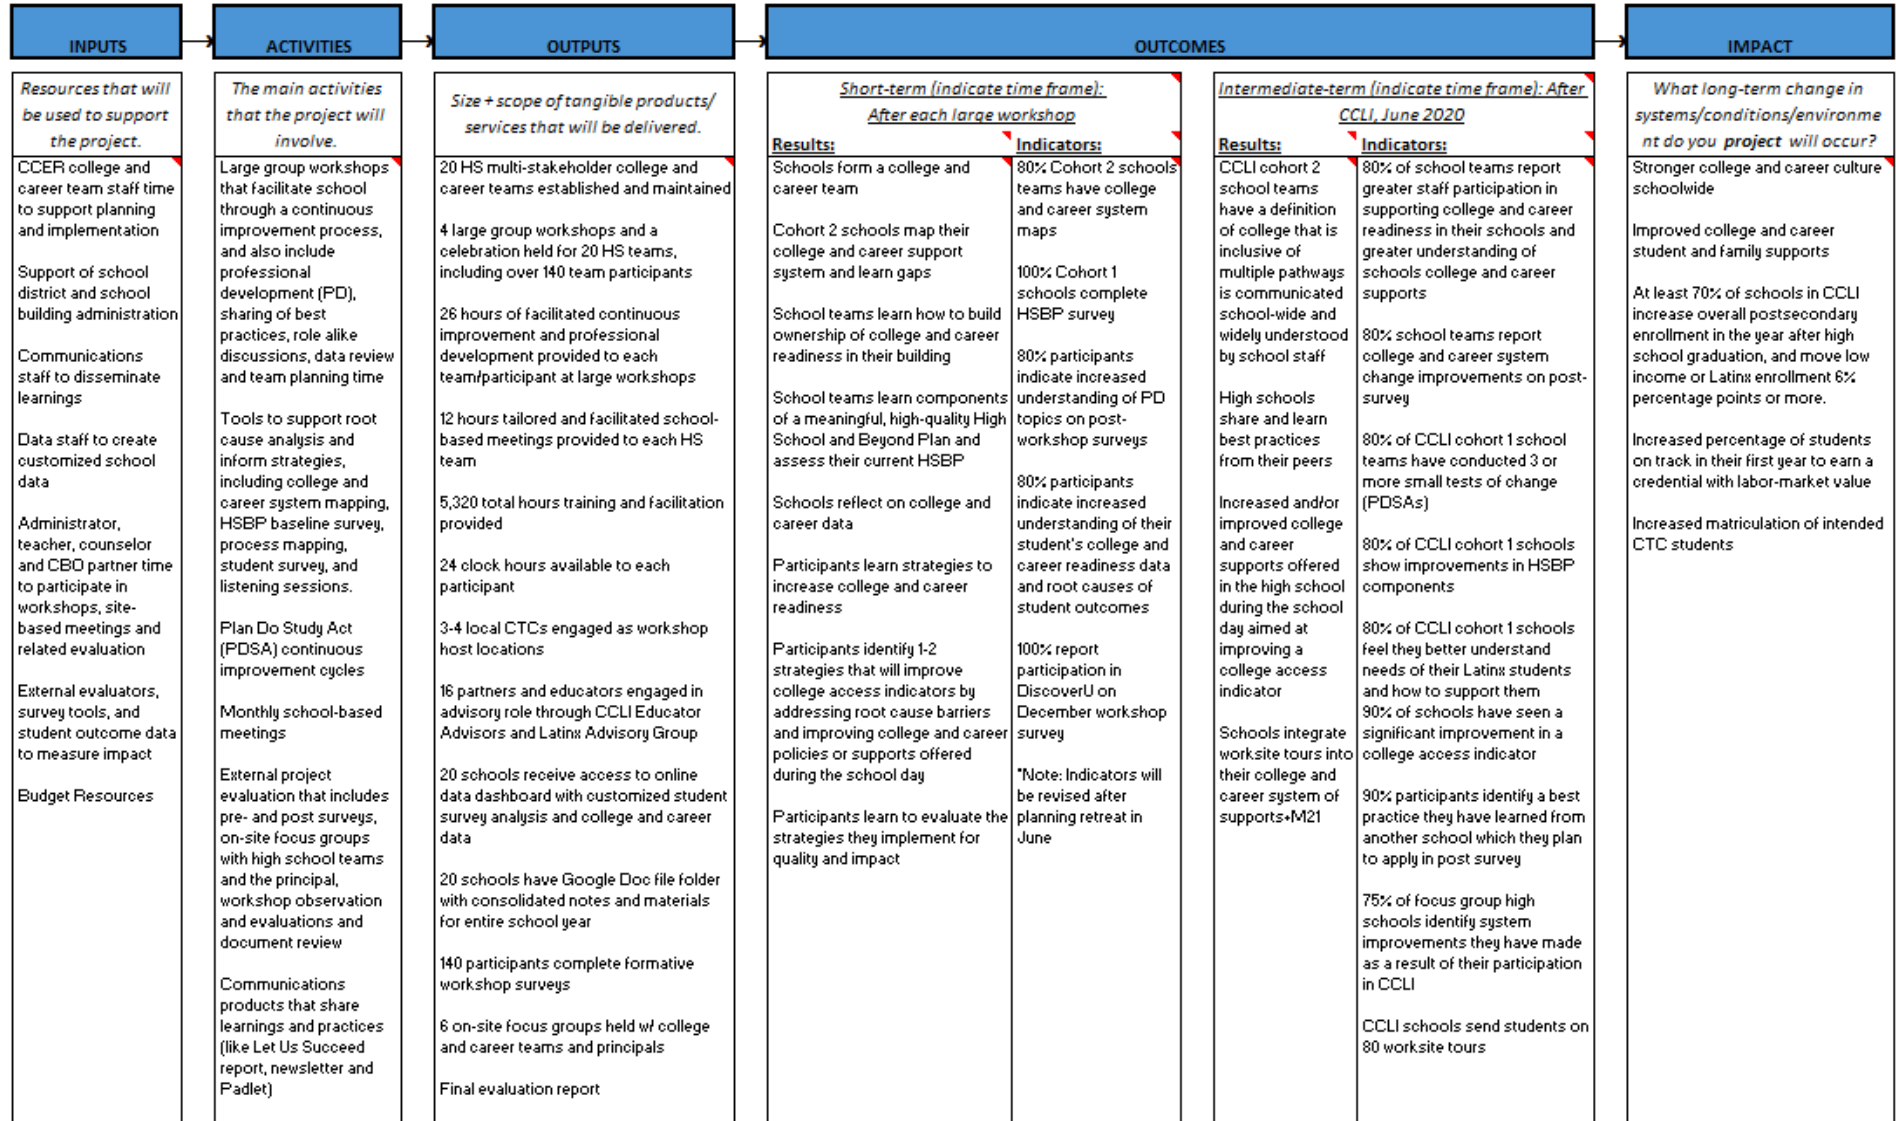 INPUTS
ACTIVITIES
OUTPUTS
OUTCOMES
IMPACT
Resources that will
be used to support
the project.
CCER college and
career team staff time
to support planning
and implementation
Support of school
district and school
building administration
Communications
staff to disseminate
learnings
Data staff to create
customized school
data
Administrator,
teacher, counselor
and CBO partner time
to participate in
workshops, site-
based meetings and
related evaluation
External evaluators,
survey tools, and
student outcome data
to measure impact
Budget Resources
The main activities
that the project will
involve.
Large group workshops
that facilitate school
through a continuous
improvement process,
and also include
professional
development (PD),
sharing of best
practices, role alike
discussions, data review
and team planning time
Tools to support root
cause analysis and
inform strategies,
including college and
career system mapping,
HSBP baseline survey,
process mapping,
student survey, and
listening sessions.
Plan Do Study Act
(PDSA) continuous
improvement cycles
Monthly school-based
meetings
External project
evaluation that includes
pre- and post surveys,
on-site focus groups
with high school teams
and the principal,
workshop observation
and evaluations and
document review
Communications
products that share
learnings and practices
(like Let Us Succeed
report, newsletter and
Padlet)
Size + scope of tangible products/
services that will be delivered.
20 HS multi-stakeholder college and
career teams established and maintained
4 large group workshops and a
celebration held for 20 HS teams,
including over 140 team participants
26 hours of facilitated continuous
improvement and professional
development provided to each
team/participant at large workshops
12 hours tailored and facilitated school-
based meetings provided to each HS
team
5,320 total hours training and facilitation
provided
24 clock hours available to each
participant
3-4 local CTCs engaged as workshop
host locations
16 partners and educators engaged in
advisory role through CCLI Educator
Advisors and Latinx Advisory Group
20 schools receive access to online
data dashboard with customized student
survey analysis and college and career
data
20 schools have Google Doc file folder
with consolidated notes and materials
for entire school year
140 participants complete formative
workshop surveys
6 on-site focus groups held w/ college
and career teams and principals
Final evaluation report
Short-term (indicate time frame):
After each large workshop
Results:
Schools form a college and
career team
Cohort 2 schools map their
college and career support
system and learn gaps
School teams learn how to build
ownership of college and career
readiness in their building
School teams learn components
of a meaningful, high-quality High
School and Beyond Plan and
assess their current HSBP
Schools reflect on college and
career data
Participants learn strategies to
increase college and career
readiness
Participants identify 1-2
strategies that will improve
college access indicators by
addressing root cause barriers
and improving college and career
policies or supports offered
during the school day
Participants learn to evaluate the
strategies they implement for
quality and impact
Indicators:
80% Cohort 2 schools
teams have college
and career system
maps
100% Cohort 1
schools complete
HSBP survey
80% participants
indicate increased
understanding of PD
topics on post-
workshop surveys
80% participants
indicate increased
understanding of their
student's college and
career readiness data
and root causes of
student outcomes
100% report
participation in
DiscoverU on
December workshop
survey
*Note: Indicators will
be revised after
planning retreat in
June
Intermediate-term (indicate time frame): After
CCLI, June 2020
Results:
CCLI cohort 2
school teams
have a definition
of college that is
inclusive of
multiple pathways
is communicated
school-wide and
widely understood
by school staff
High schools
share and learn
best practices
from their peers
Increased and/or
improved college
and career
supports offered
in the high school
during the school
day aimed at
improving a
college access
indicator
Schools integrate
worksite tours into
their college and
career system of
supports+M21
Indicators:
80% of school teams report
greater staff participation in
supporting college and career
readiness in their schools and
greater understanding of
schools college and career
supports
80% school teams report
college and career system
change improvements on post-
survey
80% of CCLI cohort 1 school
teams have conducted 3 or
more small tests of change
(PDSAs)
80% of CCLI cohort 1 schools
show improvements in HSBP
components
80% of CCLI cohort 1 schools
feel they better understand
needs of their Latinx students
and how to support them
90% of schools have seen a
significant improvement in a
college access indicator
90% participants identify a best
practice they have learned from
another school which they plan
to apply in post survey
75% of focus group high
schools identify system
improvements they have made
as a result of their participation
in CCLI
CCLI schools send students on
80 worksite tours
What long-term change in
systems/conditions/environme
nt do you project will occur?
Stronger college and career culture
schoolwide
Improved college and career
student and family supports
At least 70% of schools in CCLI
increase overall postsecondary
enrollment in the year after high
school graduation, and move low
income or Latinx enrollment 6%
percentage points or more.
Increased percentage of students
on track in their first year to earn a
credential with labor-market value
Increased matriculation of intended
CTC students